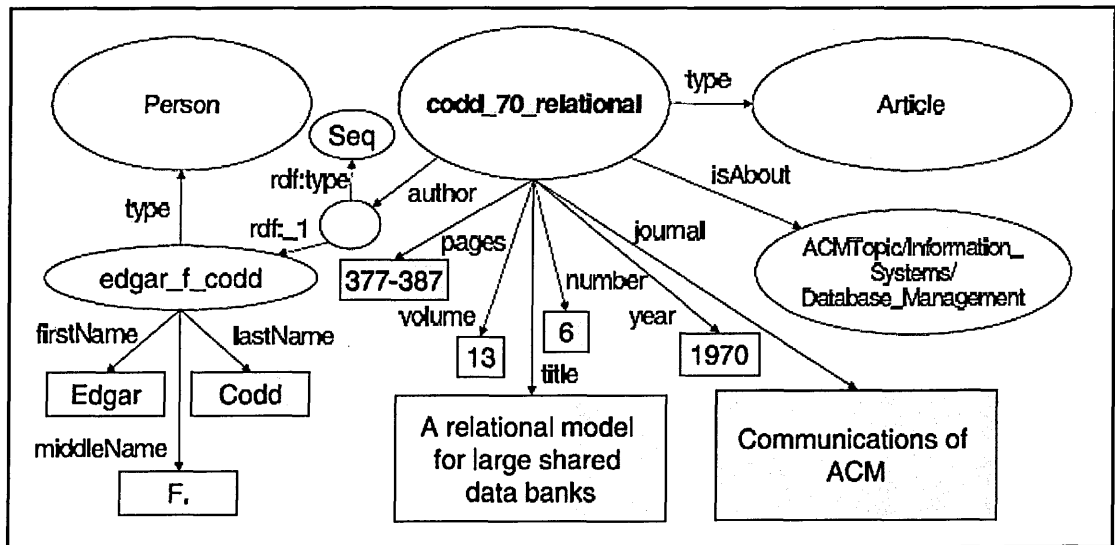 Person
codd_70_relational
type
Article
Seq
rdf:type
author
isAbout
type
rdf:_1
pages
journal
edgar_f_codd
377-387
ACMTopic/Information_
Systems/
Database_Management
number
firstName
lastName
volume
year
13
6
1970
Edgar
Codd
title
middleName
A relational model
for large shared
data banks
Communications of
ACM
F.